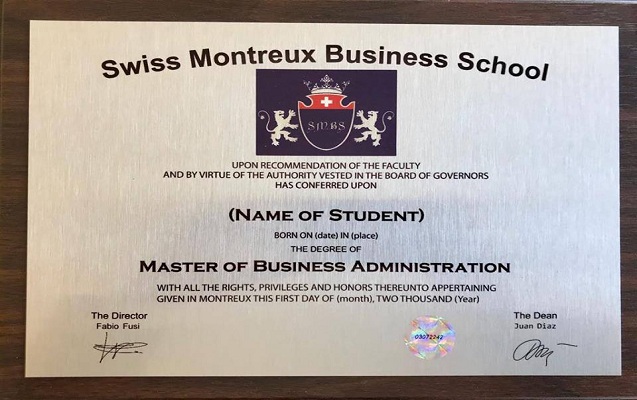 Swiss Montreux Business School
SMBS
UPON RECOMMENDATION OF THE FACULTY
AND BY VIRTUE OF THE AUTHORITY VESTED IN THE BOARD OF GOVERNORS
HAS CONFERRED UPON
(NAME OF STUDENT)
BORN ON (date) IN (place)
THE DEGREE OF
MASTER OF BUSINESS ADMINISTRATION
WITH ALL THE RIGHTS, PRIVILEGES AND HONORS THEREUNTO APPERTAINING
GIVEN IN MONTREUX THIS FIRST DAY OF (month), TWO THOUSAND (Year)
The Director
Fabio Fusi
03072242
The Dean
Juan Diaz